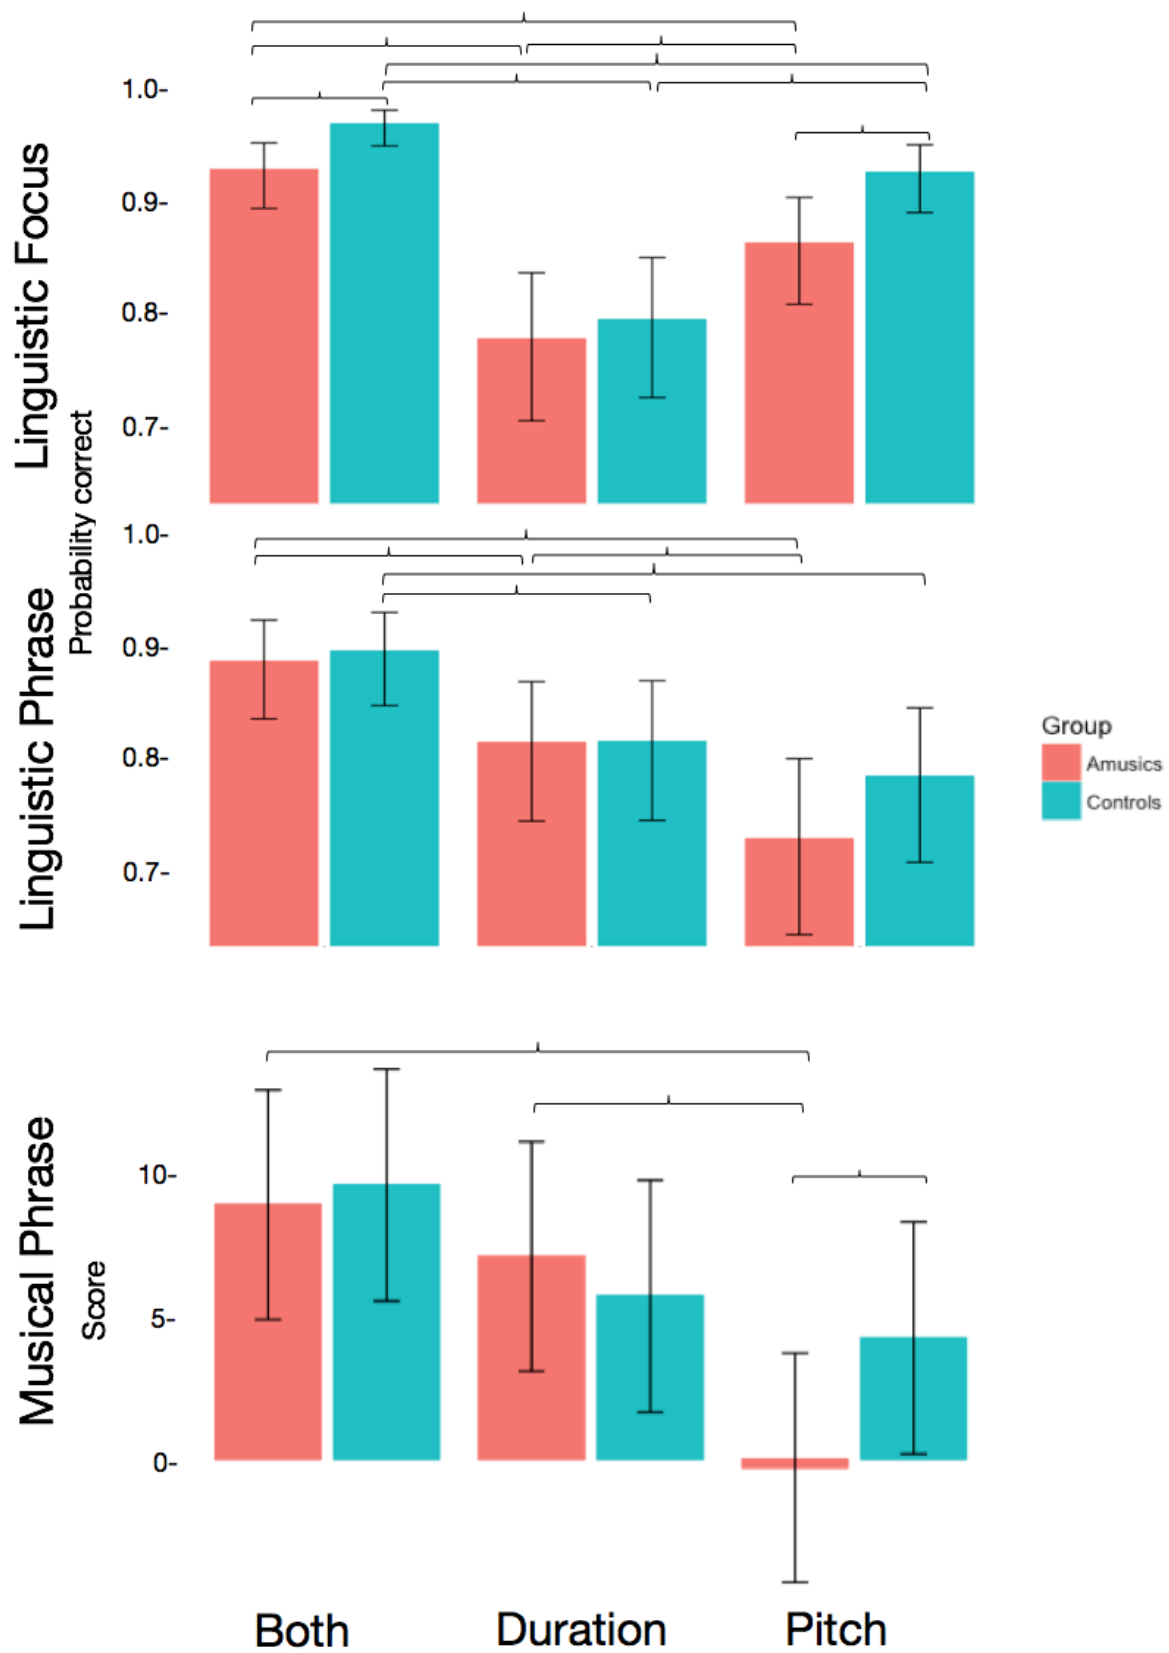 Linguistic Focus
1.0-
0.9-
0.8-
0.7-
Probability correct
Linguistic Phrase
1.0-
0.9-
0.8-
0.7-
Group
Amusics
Controls
Musical Phrase
Score
10-
5-
0-
Both Duration Pitch